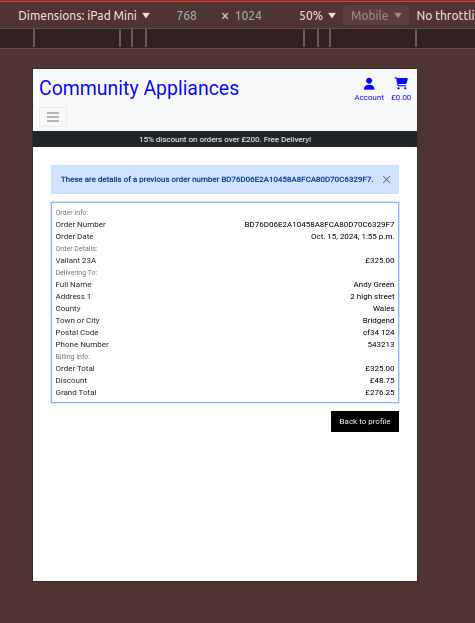 Dimensions: iPad Mini 768 × 1024 50% Mobile No throttli
Community Appliances
Account £0.00
15% discount on orders over £200. Free Delivery!
These are details of a previous order number BD76D06E2A10458A8FCA80D70C6329F7.
Order Info:
Order Number BD76D06E2A10458A8FCA80D70C6329F7
Order Date Oct. 15, 2024, 1:55 p.m.
Order Details:
Vailant 23A £325.00
Delivering To:
Full Name Andy Green
Address 1 2 high street
County Wales
Town or City Bridgend
Postal Code cf34 124
Phone Number 543213
Billing Info:
Order Total £325.00
Discount £48.75
Grand Total £276.25
Back to profile